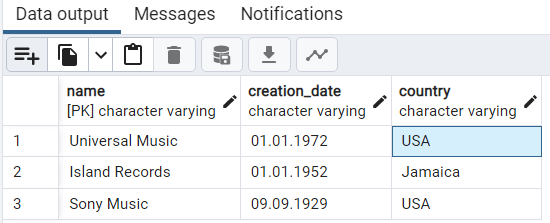 Data output Messages Notifications
name creation_date country
[PK] character varying character varying character varying
1 Universal Music 01.01.1972 USA
2 Island Records 01.01.1952 Jamaica
3 Sony Music 09.09.1929 USA